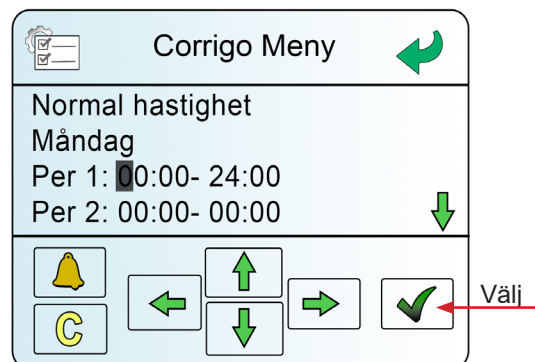 Corrigo Meny
Normal hastighet
Måndag
Per 1: 00:00- 24:00
Per 2: 00:00- 00:00
C
Välj